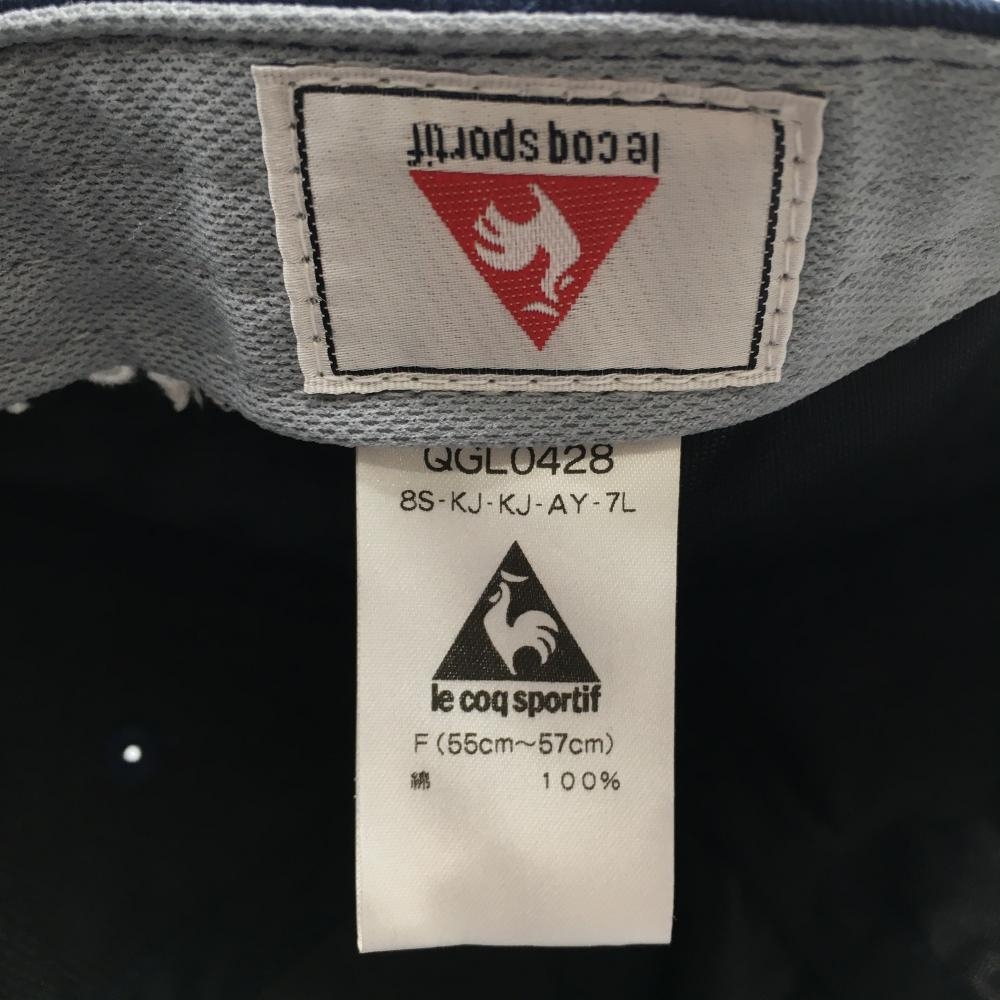 le coq sportif
QGL0428
8S-KJ-KJ-AY-7L
le coq sportif
F (55cm~57cm)
綿 100%